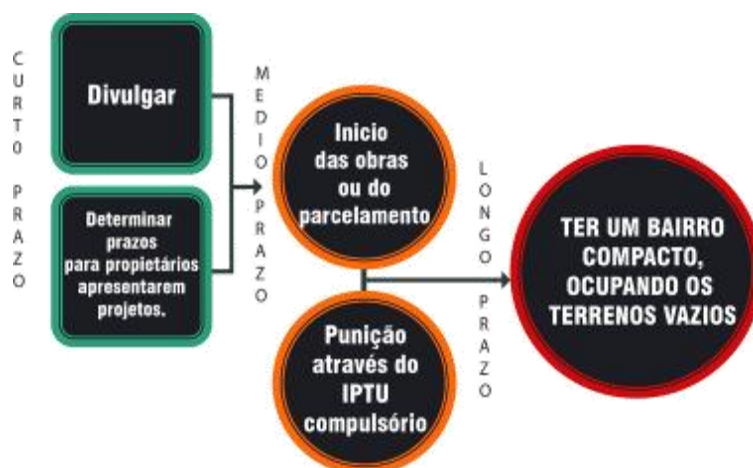 CURTO PRAZO
Divulgar
Determinar
prazos
para propietários
apresentarem
projetos.
MEDIO PRAZO
Inicio
das obras
ou do
parcelamento
Punição
através do
IPTU
compulsório
LONGO PRAZO
TER UM BAIRRO
COMPACTO,
OCUPANDO OS
TERRENOS VAZIOS